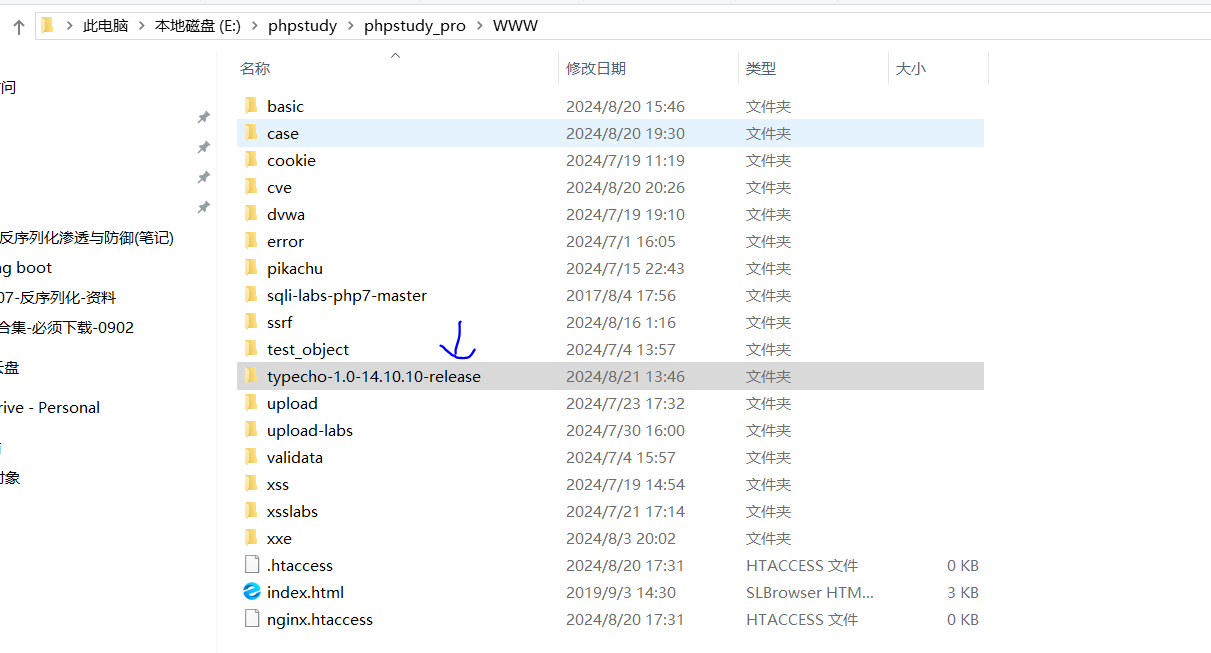 此电脑 > 本地磁盘 (E:) > phpstudy > phpstudy_pro > WWW
名称 修改日期 类型 大小
问
反序列化渗透与防御(笔记)
ng boot
07-反序列化-资料
合集-必须下载-0902
云盘
rive - Personal
对象
basic 2024/8/20 15:46 文件夹
case 2024/8/20 19:30 文件夹
cookie 2024/7/19 11:19 文件夹
cve 2024/8/20 20:26 文件夹
dvwa 2024/7/19 19:10 文件夹
error 2024/7/1 16:05 文件夹
pikachu 2024/7/15 22:43 文件夹
sqli-labs-php7-master 2017/8/4 17:56 文件夹
ssrf 2024/8/16 1:16 文件夹
test_object 2024/7/4 13:57 文件夹
typecho-1.0-14.10.10-release 2024/8/21 13:46 文件夹
upload 2024/7/23 17:32 文件夹
upload-labs 2024/7/30 16:00 文件夹
validata 2024/7/4 15:57 文件夹
xss 2024/7/19 14:54 文件夹
xsslabs 2024/7/21 17:14 文件夹
xxe 2024/8/3 20:02 文件夹
.htaccess 2024/8/20 17:31 HTACCESS 文件 0 KB
index.html 2019/9/3 14:30 SLBrowser HTM... 3 KB
nginx.htaccess 2024/8/20 17:31 HTACCESS 文件 0 KB